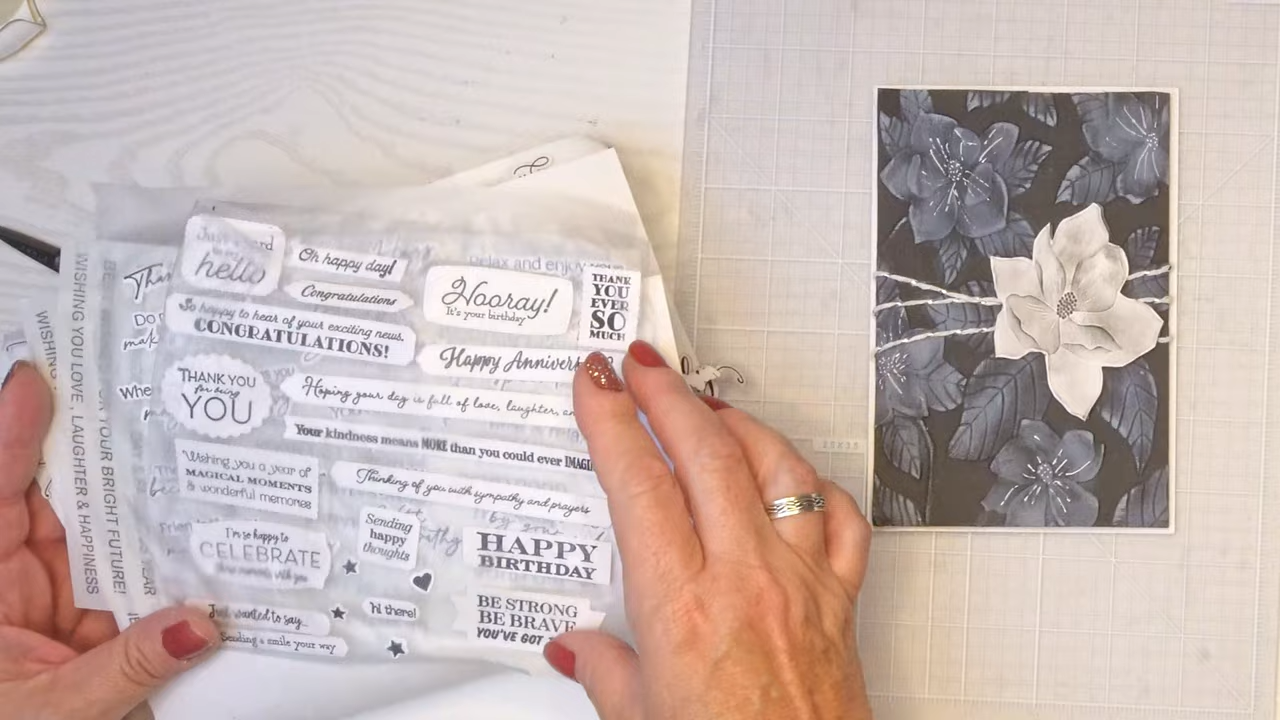 Just
hello
Oh happy day!
Congratulations
So happy to hear of your exciting news.
CONGRATULATIONS!
Hooray!
It's your birthday
relax and enjoy
THANK
YOU
EVER
SO
MUCH
Happy
THANK YOU
for being
YOU
Hoping your day is full of love, laughter,
Your kindness means MORE than you could ever
Wishing you a year of
MAGICAL MOMENTS
& wonderful memories
Thinking of you with sympathy and prayers
I'm so happy to
CELEBRATE
with you
Sending
happy
thoughts
HAPPY
BIRTHDAY
Just wanted to say...
hi there!
Sending a smile your way
BE STRONG
BE BRAVE
YOU'VE GOT
WISHING YOU LOVE, LAUGHTER & HAPPINESS
YOUR BRIGHT FUTURE!
WISHING